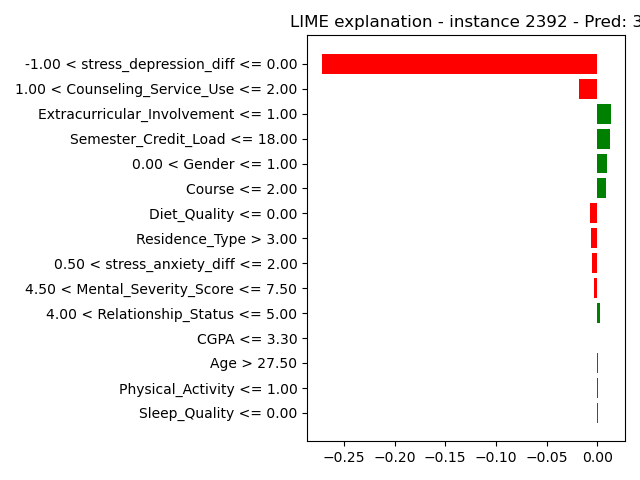 LIME explanation - instance 2392 - Pred: 3
-1.00 < stress_depression_diff <= 0.00
1.00 < Counseling_Service_Use <= 2.00
Extracurricular_Involvement <= 1.00
Semester_Credit_Load <= 18.00
0.00 < Gender <= 1.00
Course <= 2.00
Diet_Quality <= 0.00
Residence_Type > 3.00
0.50 < stress_anxiety_diff <= 2.00
4.50 < Mental_Severity_Score <= 7.50
4.00 < Relationship_Status <= 5.00
CGPA <= 3.30
Age > 27.50
Physical_Activity <= 1.00
Sleep_Quality <= 0.00
−0.25 −0.20 −0.15 −0.10 −0.05 0.00